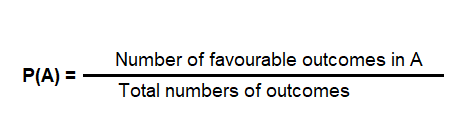 Number of favourable outcomes in A
P(A) =
Total numbers of outcomes